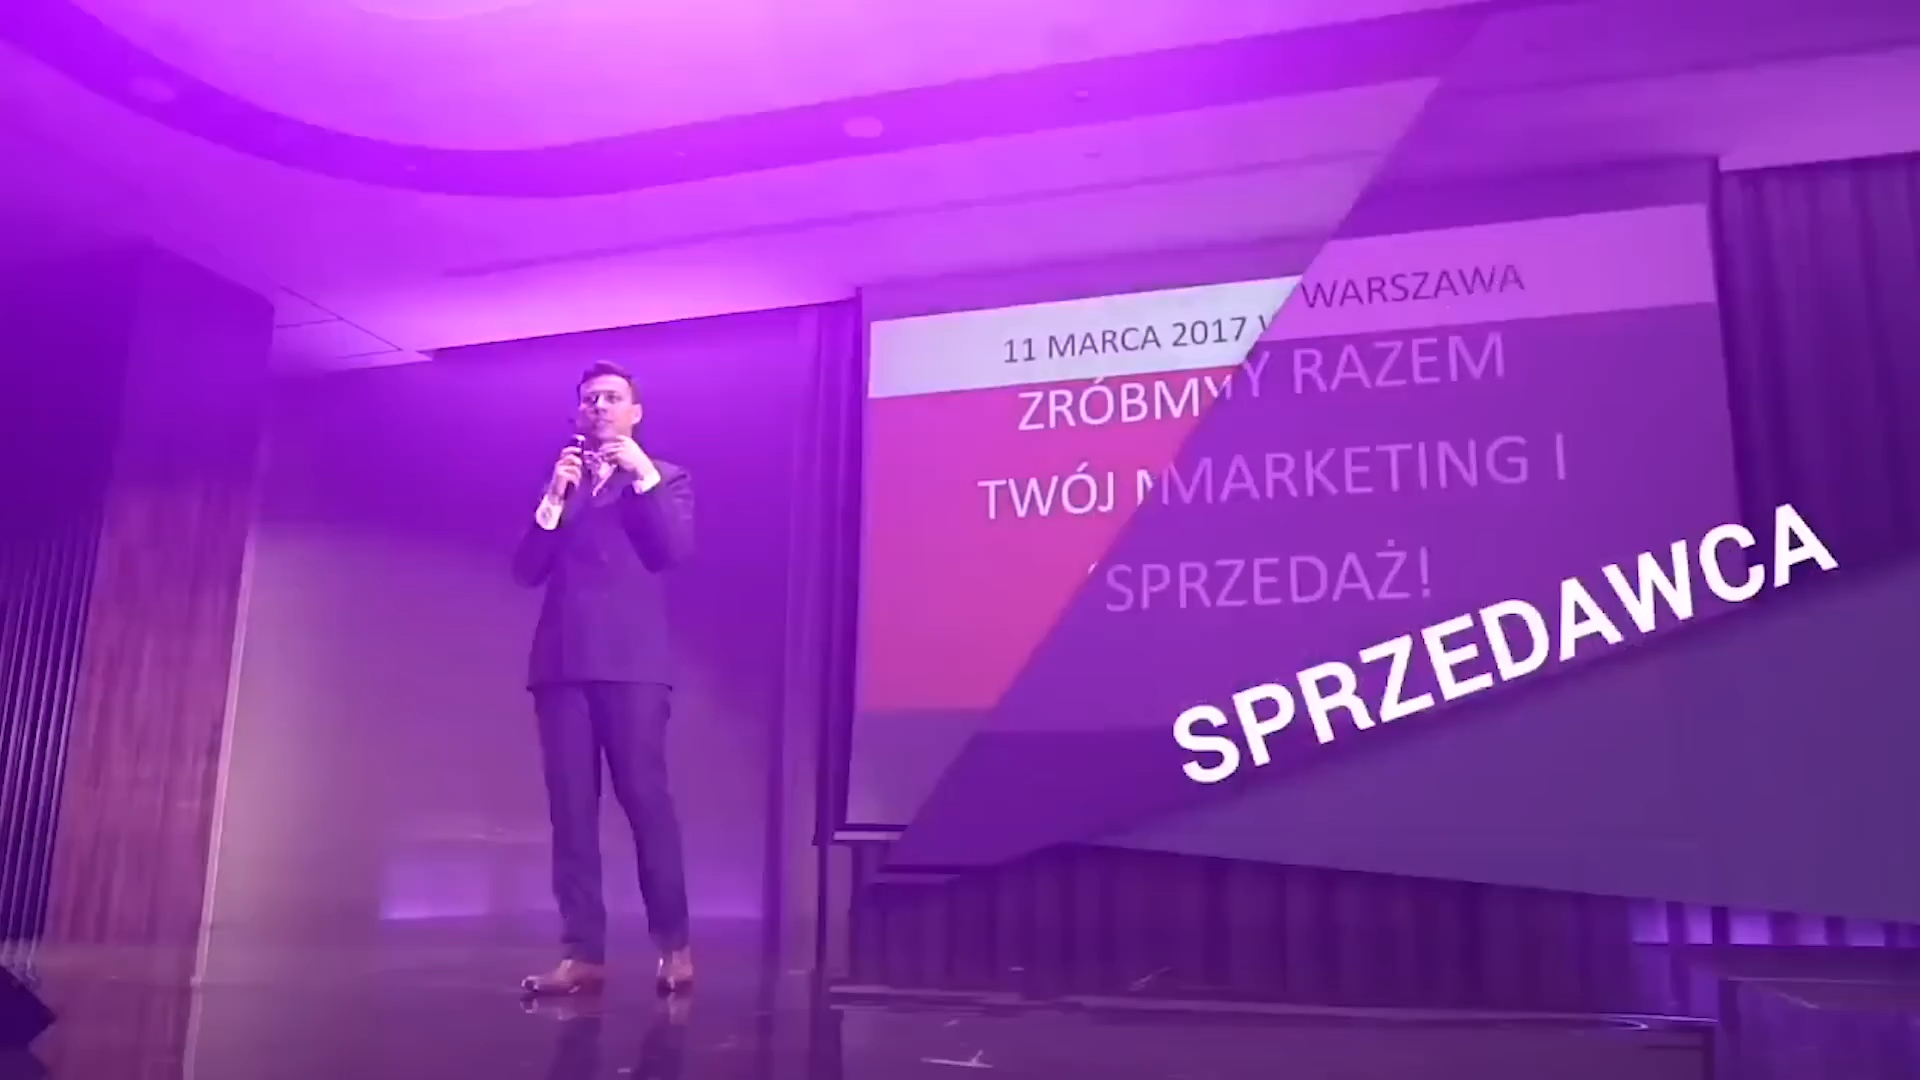 11 MARCA 2017 W WARSZAWA
ZRÓBMY RAZEM
TWÓJ MARKETING I
SPRZEDAŻ!
SPRZEDAWCA